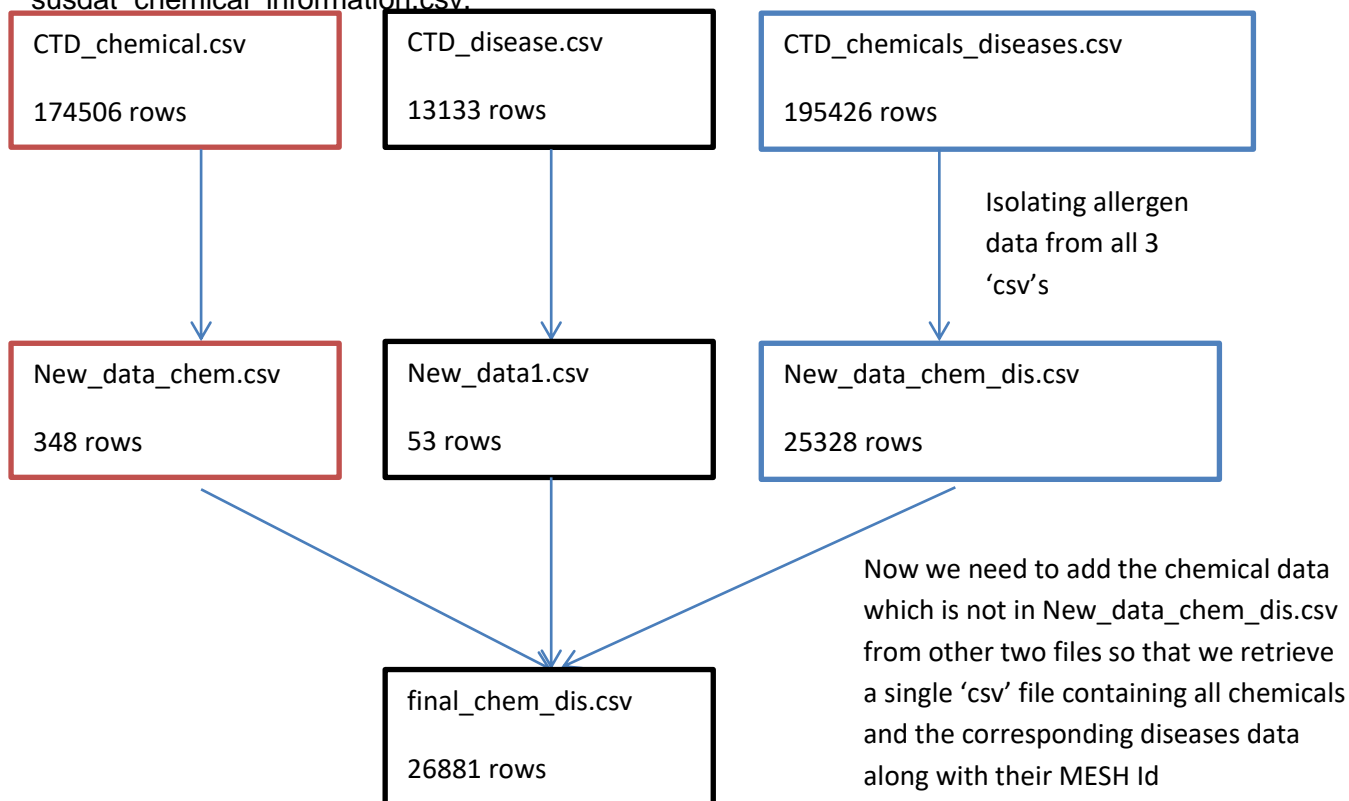 susdat_chemical_information.csv.
CTD_chemical.csv
174506 rows
CTD_disease.csv
13133 rows
CTD_chemicals_diseases.csv
195426 rows
Isolating allergen
data from all 3
‘csv’s
New_data_chem.csv
348 rows
New_data1.csv
53 rows
New_data_chem_dis.csv
25328 rows
Now we need to add the chemical data
which is not in New_data_chem_dis.csv
from other two files so that we retrieve
a single ‘csv’ file containing all chemicals
and the corresponding diseases data
along with their MESH Id
final_chem_dis.csv
26881 rows